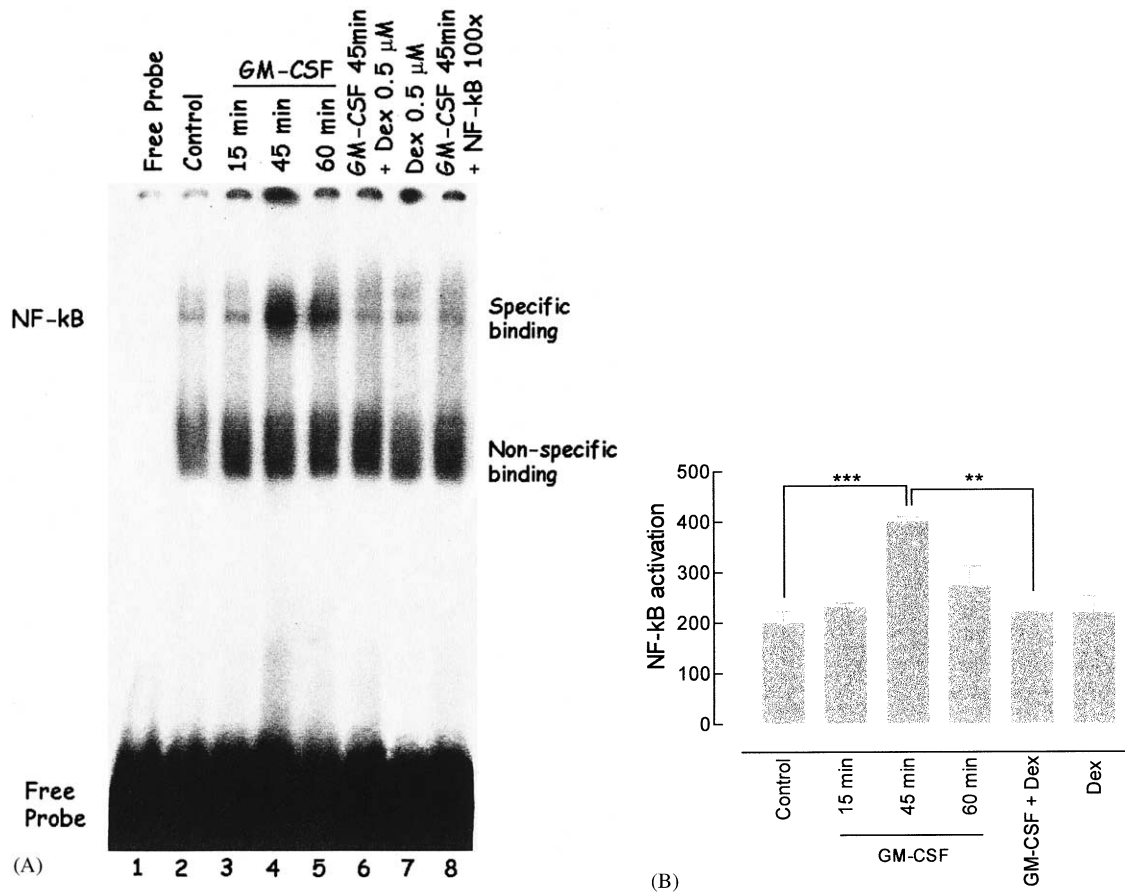 Free Probe
Control
GM-CSF
15 min
45 min
60 min
GM-CSF 45min
+ Dex 0.5 μM
Dex 0.5 μM
GM-CSF 45min
+ NF-kB 100x
NF-kB
Specific
binding
Non-specific
binding
Free
Probe
(A)
1 2 3 4 5 6 7 8
500
400
300
200
100
0
NF-kB activation
***
**
Control
15 min
45 min
60 min
GM-CSF + Dex
Dex
GM-CSF
(B)